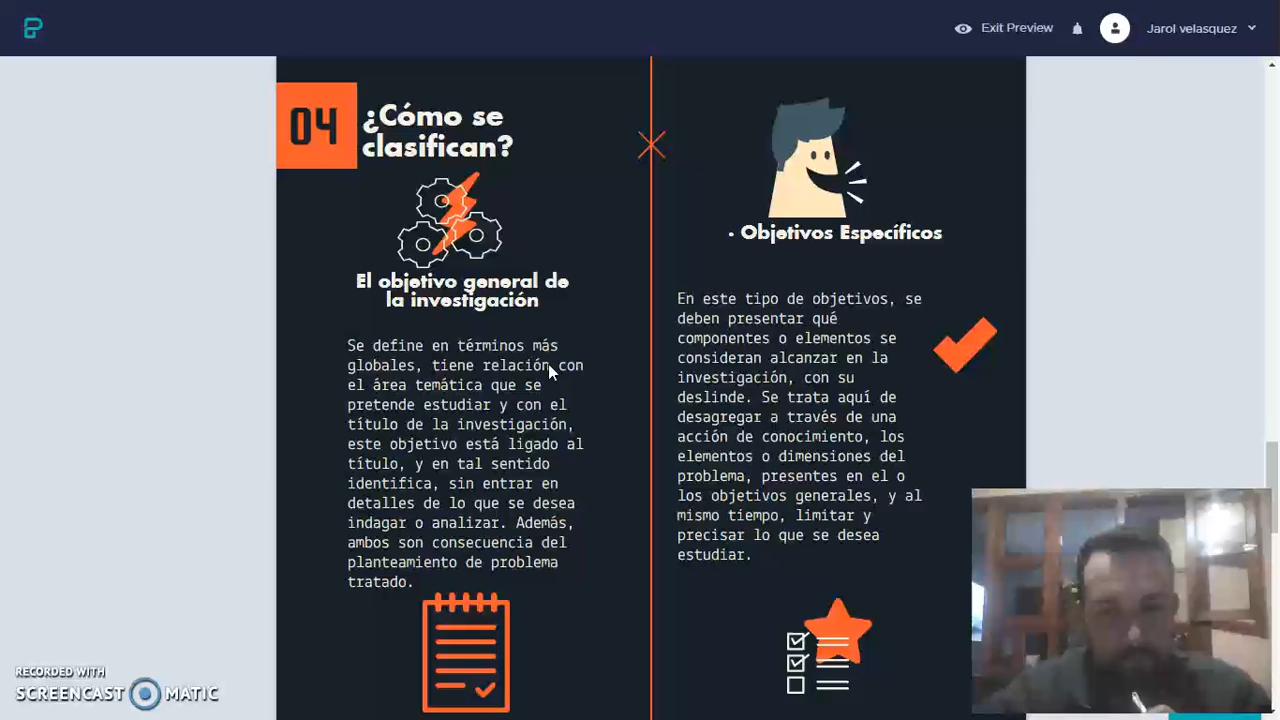 Exit Preview
Jarol velasquez
04
¿Cómo se
clasifican?
El objetivo general de
la investigación
Se define en términos más
globales, tiene relación con
el área temática que se
pretende estudiar y con el
título de la investigación,
este objetivo está ligado al
título, y en tal sentido
identifica, sin entrar en
detalles de lo que se desea
indagar o analizar. Además,
ambos son consecuencia del
planteamiento de problema
tratado.
· Objetivos Específicos
En este tipo de objetivos, se
deben presentar qué
componentes o elementos se
consideran alcanzar en la
investigación, con su
deslinde. Se trata aquí de
desagregar a través de una
acción de conocimiento, los
elementos o dimensiones del
problema, presentes en el o
los objetivos generales, y al
mismo tiempo, limitar y
precisar lo que se desea
estudiar.
RECORDED WITH
SCREENCAST MATIC